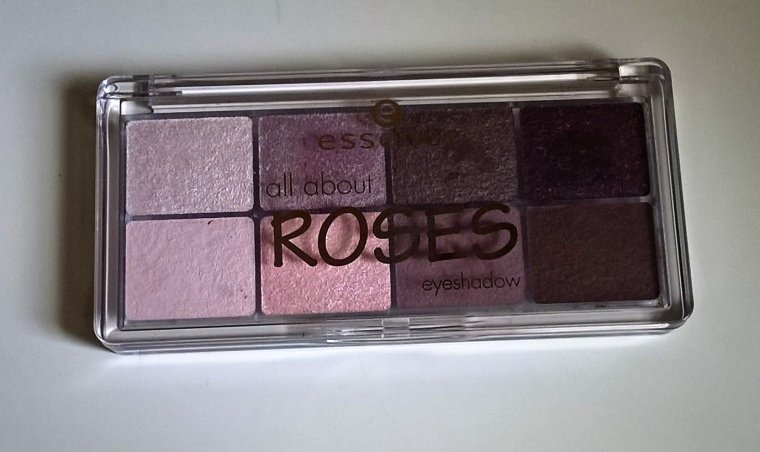 essence
all about
ROSES
eyeshadow